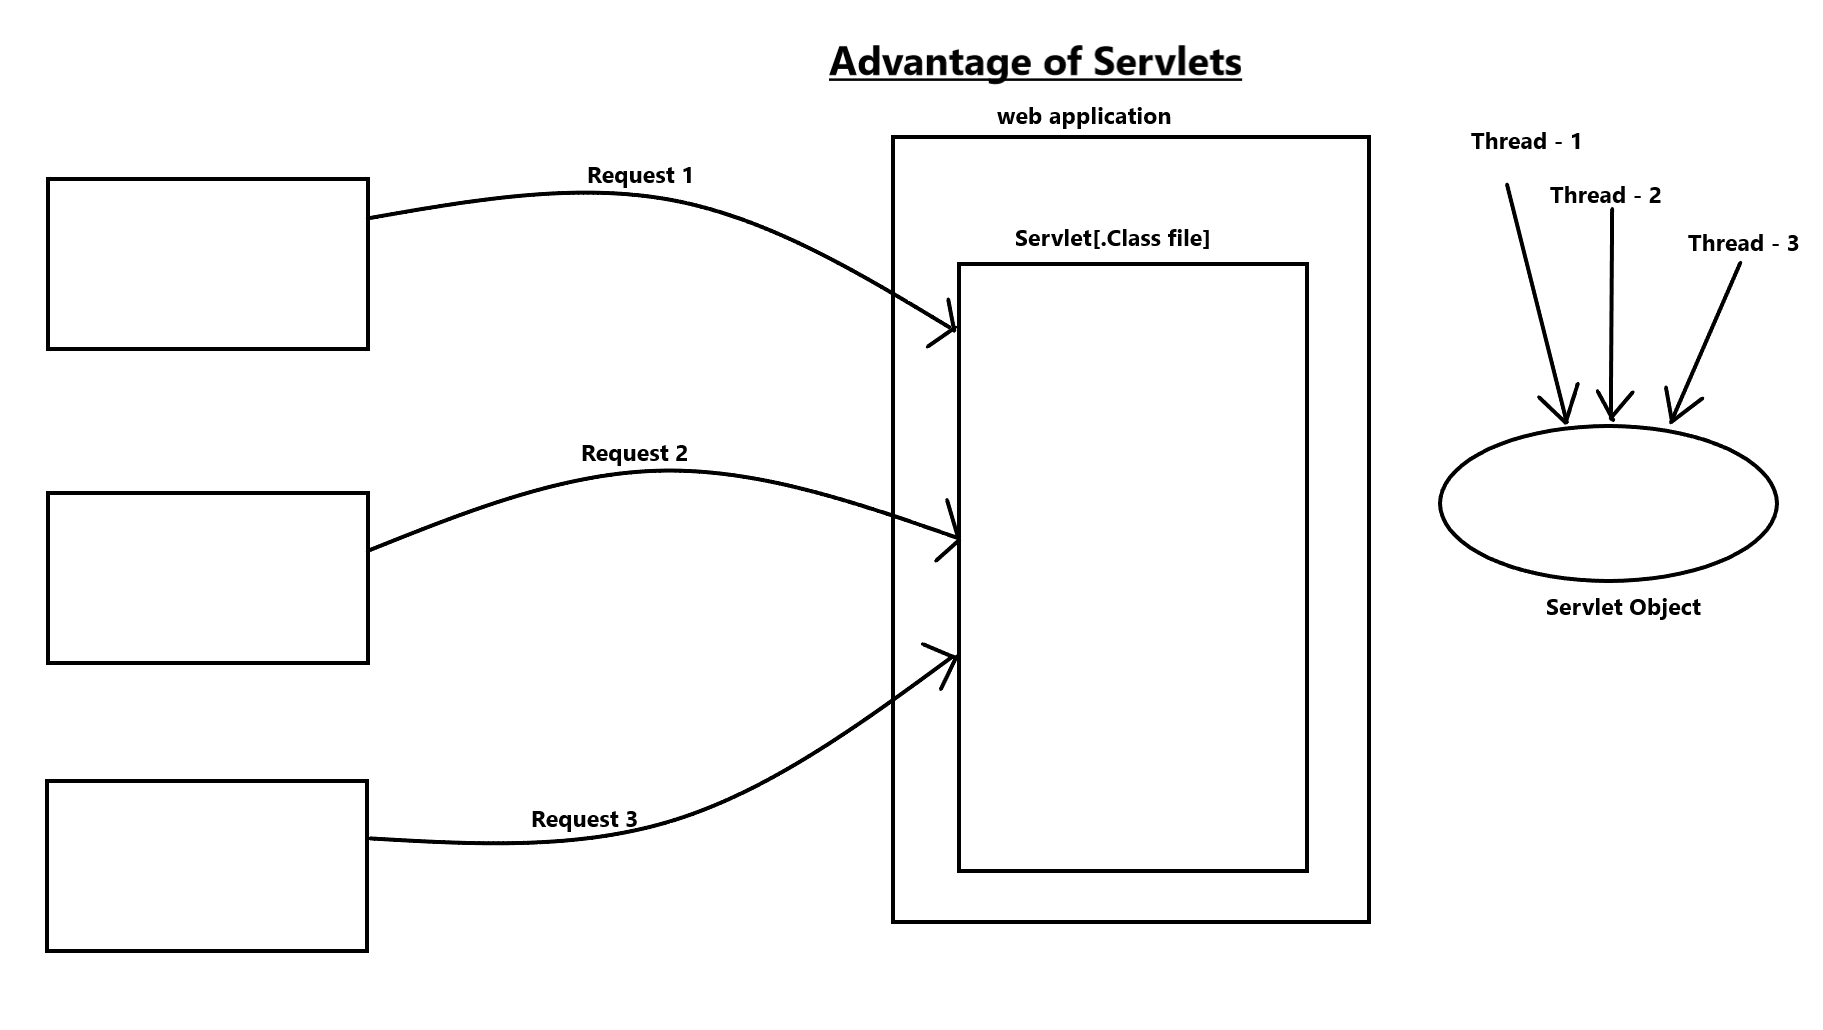 Advantage of Servlets
web application
Thread - 1
Request 1
Thread - 2
Servlet[.Class file]
Thread - 3
Request 2
Servlet Object
Request 3